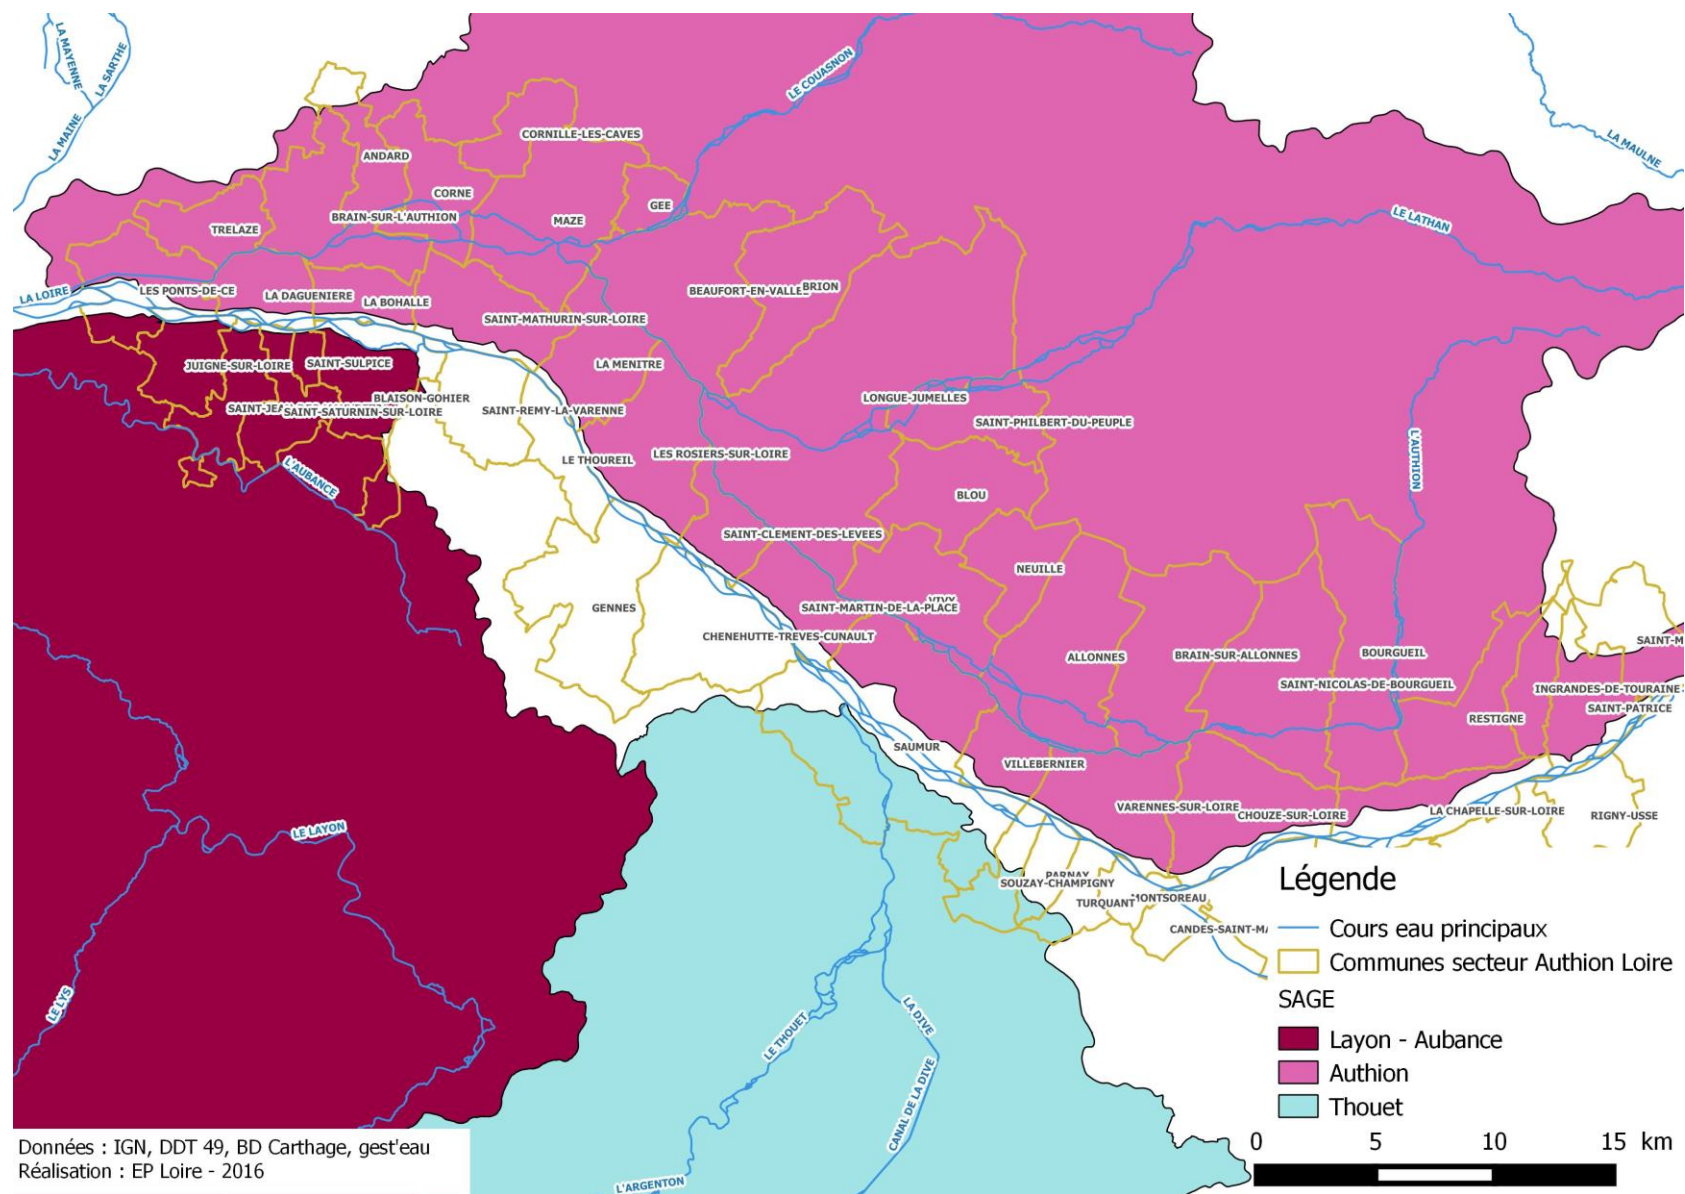 LA MAYENNE
LA SARTHE
LA MAINE
LE COUASNON
LA MAULNE
CORNILLE-LES-CAVES
ANDARD
CORNE
GEE
BRAIN-SUR-L'AUTHION
MAZE
TRELAZE
LE LATHAN
LA LOIRE
LES PONTS-DE-CE
LA DAGUENIERE
LA BOHALLE
BEAUFORT-EN-VALLEE
BRION
SAINT-MATHURIN-SUR-LOIRE
JUIGNE-SUR-LOIRE
SAINT-SULPICE
LA MENITRE
BLAISON-GOHIER
LONGUE-JUMELLES
SAINT-JEAN
SAINT-SATURNIN-SUR-LOIRE
SAINT-REMY-LA-VARENNE
SAINT-PHILBERT-DU-PEUPLE
LE THOUREIL
LES ROSIERS-SUR-LOIRE
L'AUTHION
L'AUBANCE
BLOU
SAINT-CLEMENT-DES-LEVEES
NEUILLE
GENNES
SAINT-MARTIN-DE-LA-PLACE
VIVY
CHENEHUTTE-TREVES-CUNAULT
ALLONNES
BRAIN-SUR-ALLONNES
BOURGUEIL
SAINT-M
SAINT-NICOLAS-DE-BOURGUEIL
INGRANDES-DE-TOURAINE
SAINT-PATRICE
RESTIGNE
SAUMUR
VILLEBERNIER
VARENNES-SUR-LOIRE
CHOUZE-SUR-LOIRE
LA CHAPELLE-SUR-LOIRE
RIGNY-USSE
LE LAYON
PARNAY
SOUZAY-CHAMPIGNY
TURQUANT
MONTSOREAU
CANDES-SAINT-MA
LE LYS
LE THOUET
LA DIVE
CANAL DE LA DIVE
L'ARGENTON
Légende
Cours eau principaux
Communes secteur Authion Loire
SAGE
Layon - Aubance
Authion
Thouet
0 5 10 15 km
Données : IGN, DDT 49, BD Carthage, gest'eau
Réalisation : EP Loire - 2016